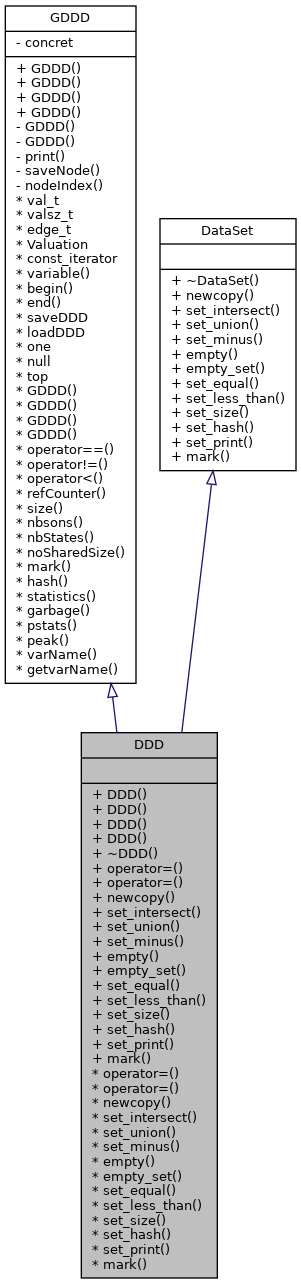 GDDD
- concret
+ GDDD()
+ GDDD()
+ GDDD()
+ GDDD()
- GDDD()
- GDDD()
- print()
- saveNode()
- nodeIndex()
* val_t
* valsz_t
* edge_t
* Valuation
* const_iterator
* variable()
* begin()
* end()
* saveDDD
* loadDDD
* one
* null
* top
* GDDD()
* GDDD()
* GDDD()
* GDDD()
* operator==()
* operator!=()
* operator<()
* refCounter()
* size()
* nbsons()
* nbStates()
* noSharedSize()
* mark()
* hash()
* statistics()
* garbage()
* pstats()
* peak()
* varName()
* getvarName()
DataSet
+ ~DataSet()
+ newcopy()
+ set_intersect()
+ set_union()
+ set_minus()
+ empty()
+ empty_set()
+ set_equal()
+ set_less_than()
+ set_size()
+ set_hash()
+ set_print()
+ mark()
DDD
+ DDD()
+ DDD()
+ DDD()
+ DDD()
+ ~DDD()
+ operator=()
+ operator=()
+ newcopy()
+ set_intersect()
+ set_union()
+ set_minus()
+ empty()
+ empty_set()
+ set_equal()
+ set_less_than()
+ set_size()
+ set_hash()
+ set_print()
+ mark()
* operator=()
* operator=()
* newcopy()
* set_intersect()
* set_union()
* set_minus()
* empty()
* empty_set()
* set_equal()
* set_less_than()
* set_size()
* set_hash()
* set_print()
* mark()